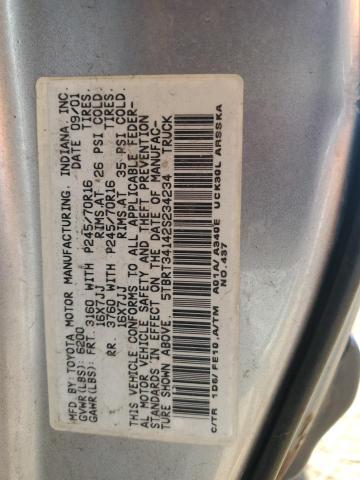 MFD. BY: TOYOTA MOTOR MANUFACTURING, INDIANA, INC.
GVWR(LBS): 6200 DATE 09/01
GAWR(LBS): FRT. 3160 WITH P245/70R16 TIRES,
16X7JJ RIMS,AT 26 PSI COLD.
RR. 3760 WITH P245/70R16 TIRES,
16X7JJ RIMS,AT 35 PSI COLD.
THIS VEHICLE CONFORMS TO ALL APPLICABLE FEDER-
AL MOTOR VEHICLE SAFETY AND THEFT PREVENTION
STANDARDS IN EFFECT ON THE DATE OF MANUFAC-
TURE SHOWN ABOVE. 5TBRT34142S234234 TRUCK
C/TR 1D6/FE10,A/TM A01A/A340E UCK30L ARSSKA
NO.437